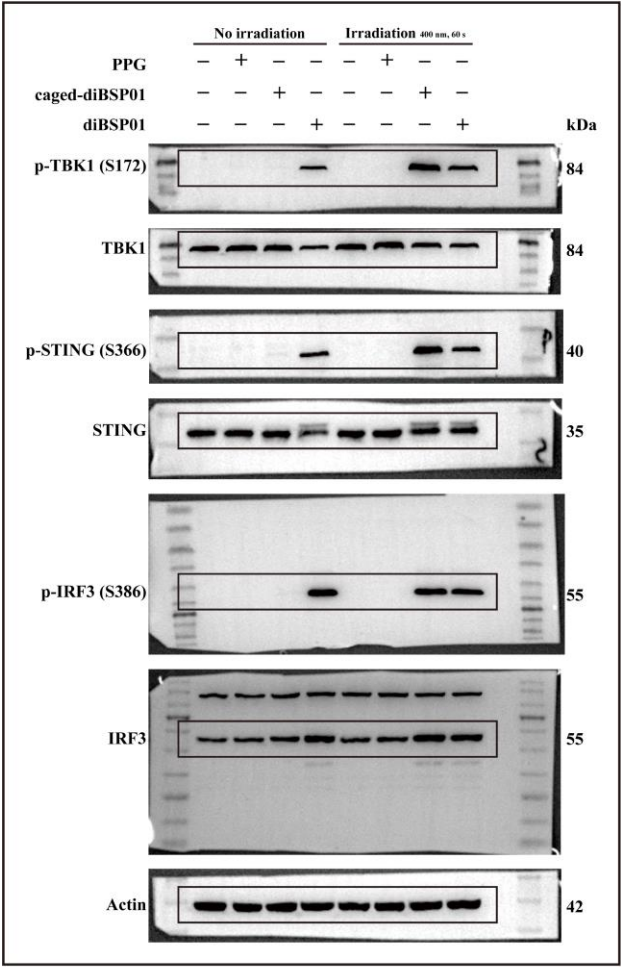 No irradiation Irradiation 400 nm, 60 s
PPG − + − − − + − −
caged-diBSP01 − − + − − − + −
diBSP01 − − − + − − − + kDa
p-TBK1 (S172) 84
TBK1 84
p-STING (S366) 40
STING 35
p-IRF3 (S386) 55
IRF3 55
Actin 42